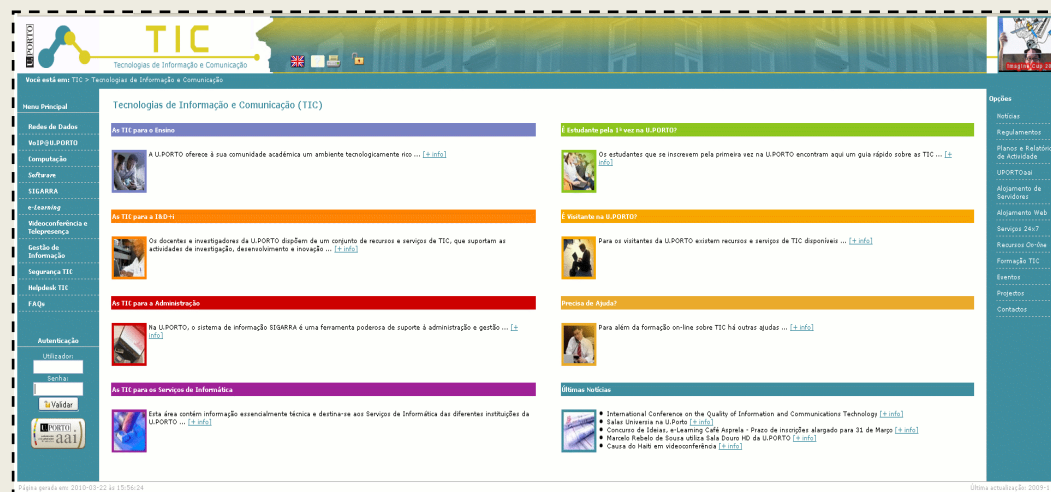 U.PORTO
TIC
Tecnologias de Informação e Comunicação
Imagine Cup
Você está em: TIC > Tecnologias de Informação e Comunicação
Menu Principal
Redes de Dados
VoIP@U.PORTO
Computação
Software
SIGARRA
e-Learning
Videoconferência e
Telepresença
Gestão de
Informação
Segurança TIC
Helpdesk TIC
FAQs
Autenticação
Utilizador:
Senha:
Validar
U.PORTO
aai
Tecnologias de Informação e Comunicação (TIC)
As TIC para o Ensino
A U.PORTO oferece à sua comunidade académica um ambiente tecnologicamente rico ... [+ info]
As TIC para a I&D+i
Os docentes e investigadores da U.PORTO dispõem de um conjunto de recursos e serviços de TIC, que suportam as
actividades de investigação, desenvolvimento e inovação ... [+ info]
As TIC para a Administração
Na U.PORTO, o sistema de informação SIGARRA é uma ferramenta poderosa de suporte à administração e gestão ... [+
info]
As TIC para os Serviços de Informática
Esta área contém informação essencialmente técnica e destina-se aos Serviços de Informática das diferentes instituições da
U.PORTO ... [+ info]
É Estudante pela 1ª vez na U.PORTO?
Os estudantes que se inscrevem pela primeira vez na U.PORTO encontram aqui um guia rápido sobre as TIC ... [+
info]
É Visitante na U.PORTO?
Para os visitantes da U.PORTO existem recursos e serviços de TIC disponíveis ... [+ info]
Precisa de Ajuda?
Para além da formação on-line sobre TIC há outras ajudas ... [+ info]
Últimas Notícias
International Conference on the Quality of Information and Communications Technology [+ info]
Salas Universia na U.Porto [+ info]
Concurso de Ideias, e-Learning Café Asprela - Prazo de inscrições alargado para 31 de Março [+ info]
Marcelo Rebelo de Sousa utiliza Sala Douro HD da U.PORTO [+ info]
Causa do Haiti em videoconferência [+ info]
Opções
Notícias
Regulamentos
Planos e Relatório
de Actividade
UPORTOaai
Alojamento de
Servidores
Alojamento Web
Serviços 24x7
Recursos On-line
Formação TIC
Eventos
Projectos
Contactos
Página gerada em: 2010-03-22 às 15:56:24
Última actualização: 2009-1